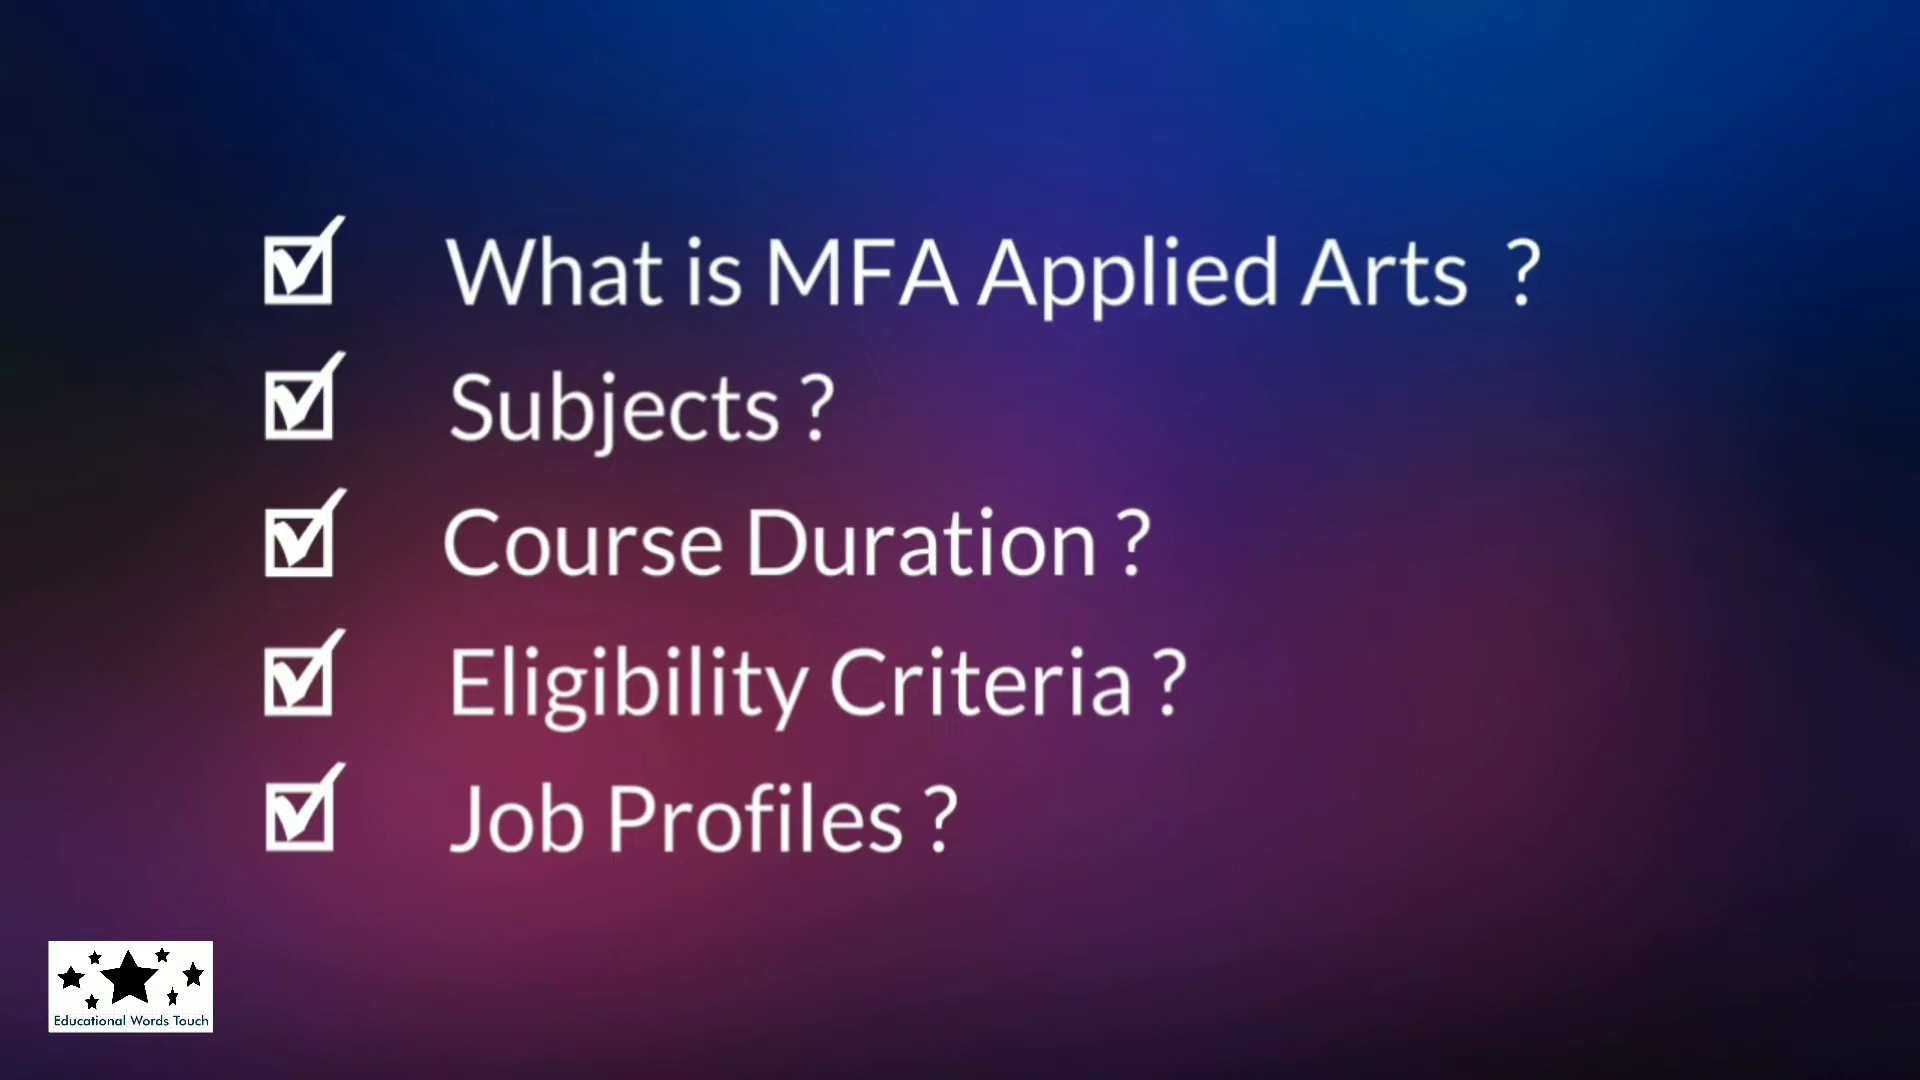 What is MFA Applied Arts ?
Subjects ?
Course Duration ?
Eligibility Criteria ?
Job Profiles ?
Educational Words Touch